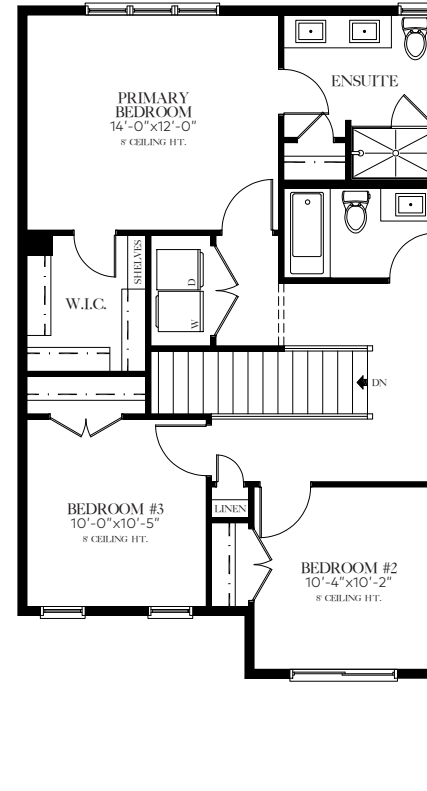 ENSUITE
PRIMARY
BEDROOM
14'-0"x12'-0"
8' CEILING HT.
SHELVES
D
W.I.C.
W
DN
BEDROOM #3
10'-0"x10'-5"
8' CEILING HT.
LINEN
BEDROOM #2
10'-4"x10'-2"
8' CEILING HT.